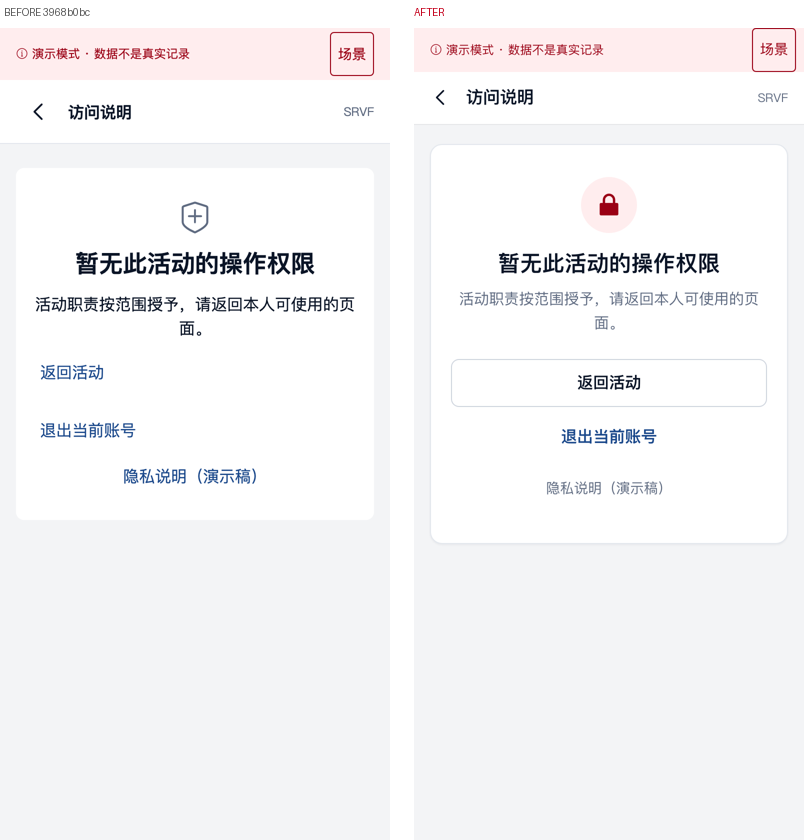 BEFORE 3968b0bc
演示模式 · 数据不是真实记录
场景
访问说明
SRVF
暂无此活动的操作权限
活动职责按范围授予，请返回本人可使用的页
面。
返回活动
退出当前账号
隐私说明（演示稿）
AFTER
演示模式 · 数据不是真实记录
场景
访问说明
SRVF
暂无此活动的操作权限
活动职责按范围授予，请返回本人可使用的页
面。
返回活动
退出当前账号
隐私说明（演示稿）